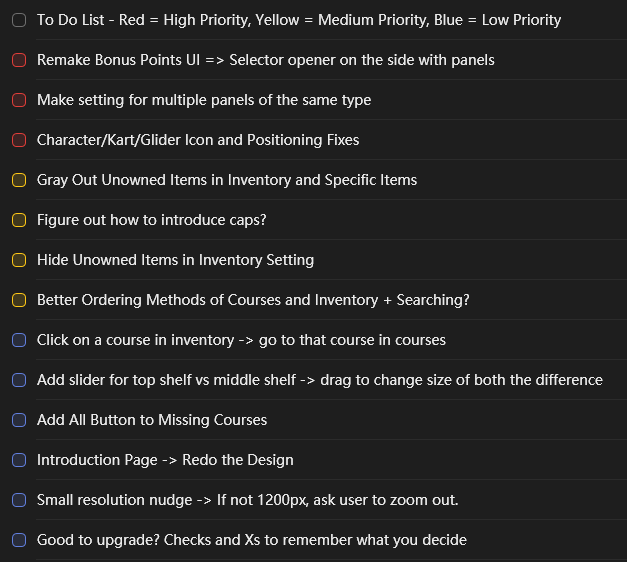 To Do List - Red = High Priority, Yellow = Medium Priority, Blue = Low Priority
Remake Bonus Points UI => Selector opener on the side with panels
Make setting for multiple panels of the same type
Character/Kart/Glider Icon and Positioning Fixes
Gray Out Unowned Items in Inventory and Specific Items
Figure out how to introduce caps?
Hide Unowned Items in Inventory Setting
Better Ordering Methods of Courses and Inventory + Searching?
Click on a course in inventory -> go to that course in courses
Add slider for top shelf vs middle shelf -> drag to change size of both the difference
Add All Button to Missing Courses
Introduction Page -> Redo the Design
Small resolution nudge -> If not 1200px, ask user to zoom out.
Good to upgrade? Checks and Xs to remember what you decide